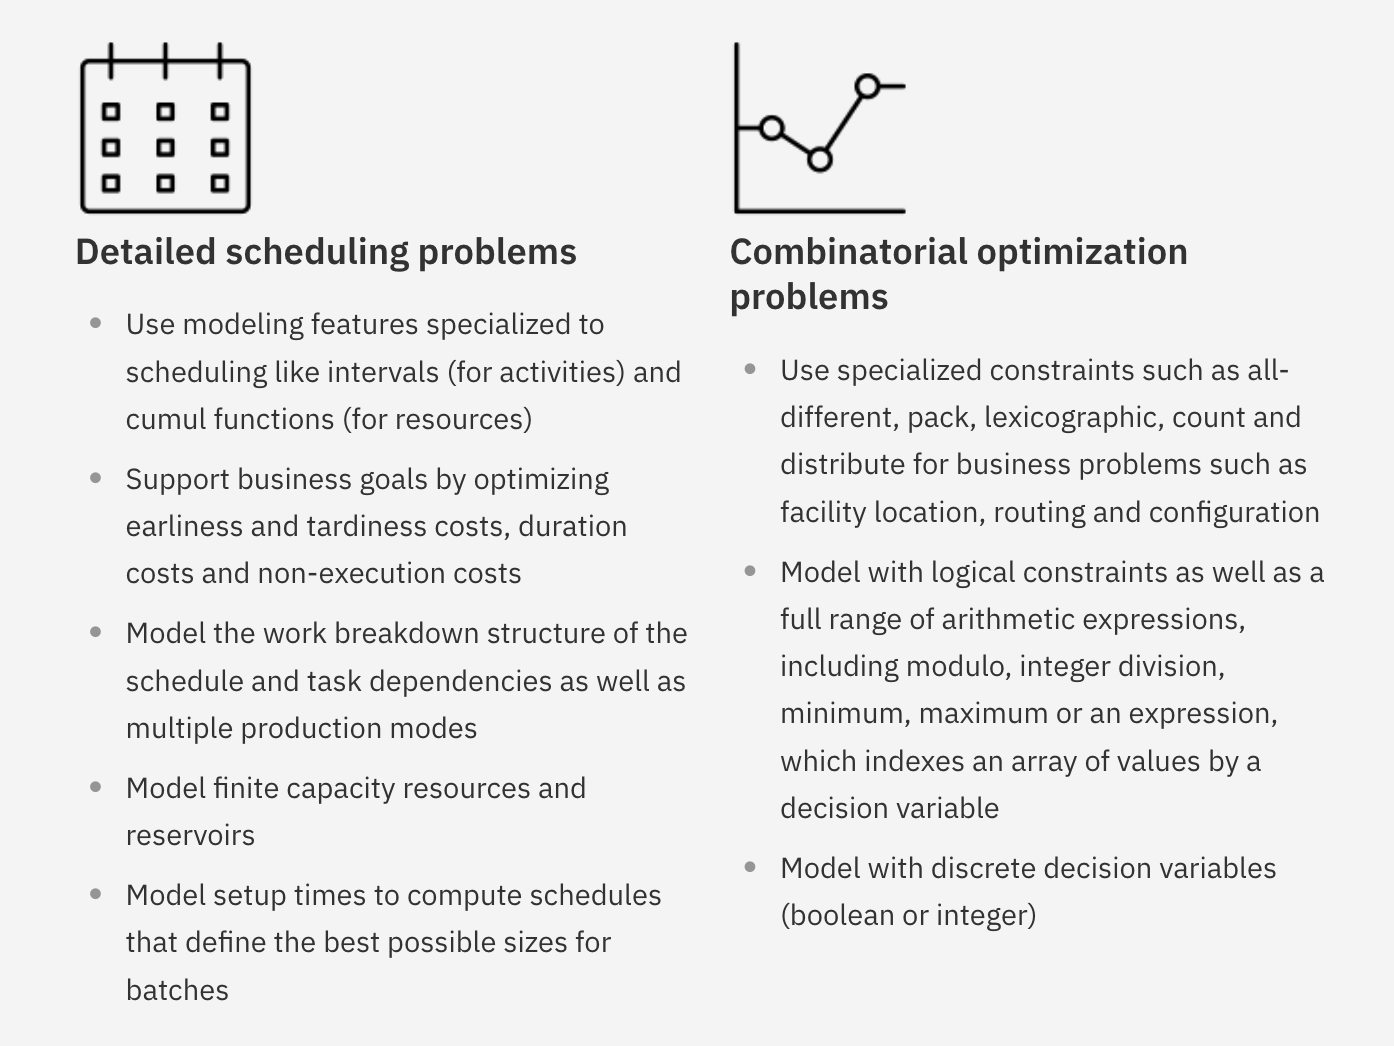 Detailed scheduling problems
Use modeling features specialized to
scheduling like intervals (for activities) and
cumul functions (for resources)
Support business goals by optimizing
earliness and tardiness costs, duration
costs and non-execution costs
Model the work breakdown structure of the
schedule and task dependencies as well as
multiple production modes
Model finite capacity resources and
reservoirs
Model setup times to compute schedules
that define the best possible sizes for
batches
Combinatorial optimization
problems
Use specialized constraints such as all-
different, pack, lexicographic, count and
distribute for business problems such as
facility location, routing and configuration
Model with logical constraints as well as a
full range of arithmetic expressions,
including modulo, integer division,
minimum, maximum or an expression,
which indexes an array of values by a
decision variable
Model with discrete decision variables
(boolean or integer)